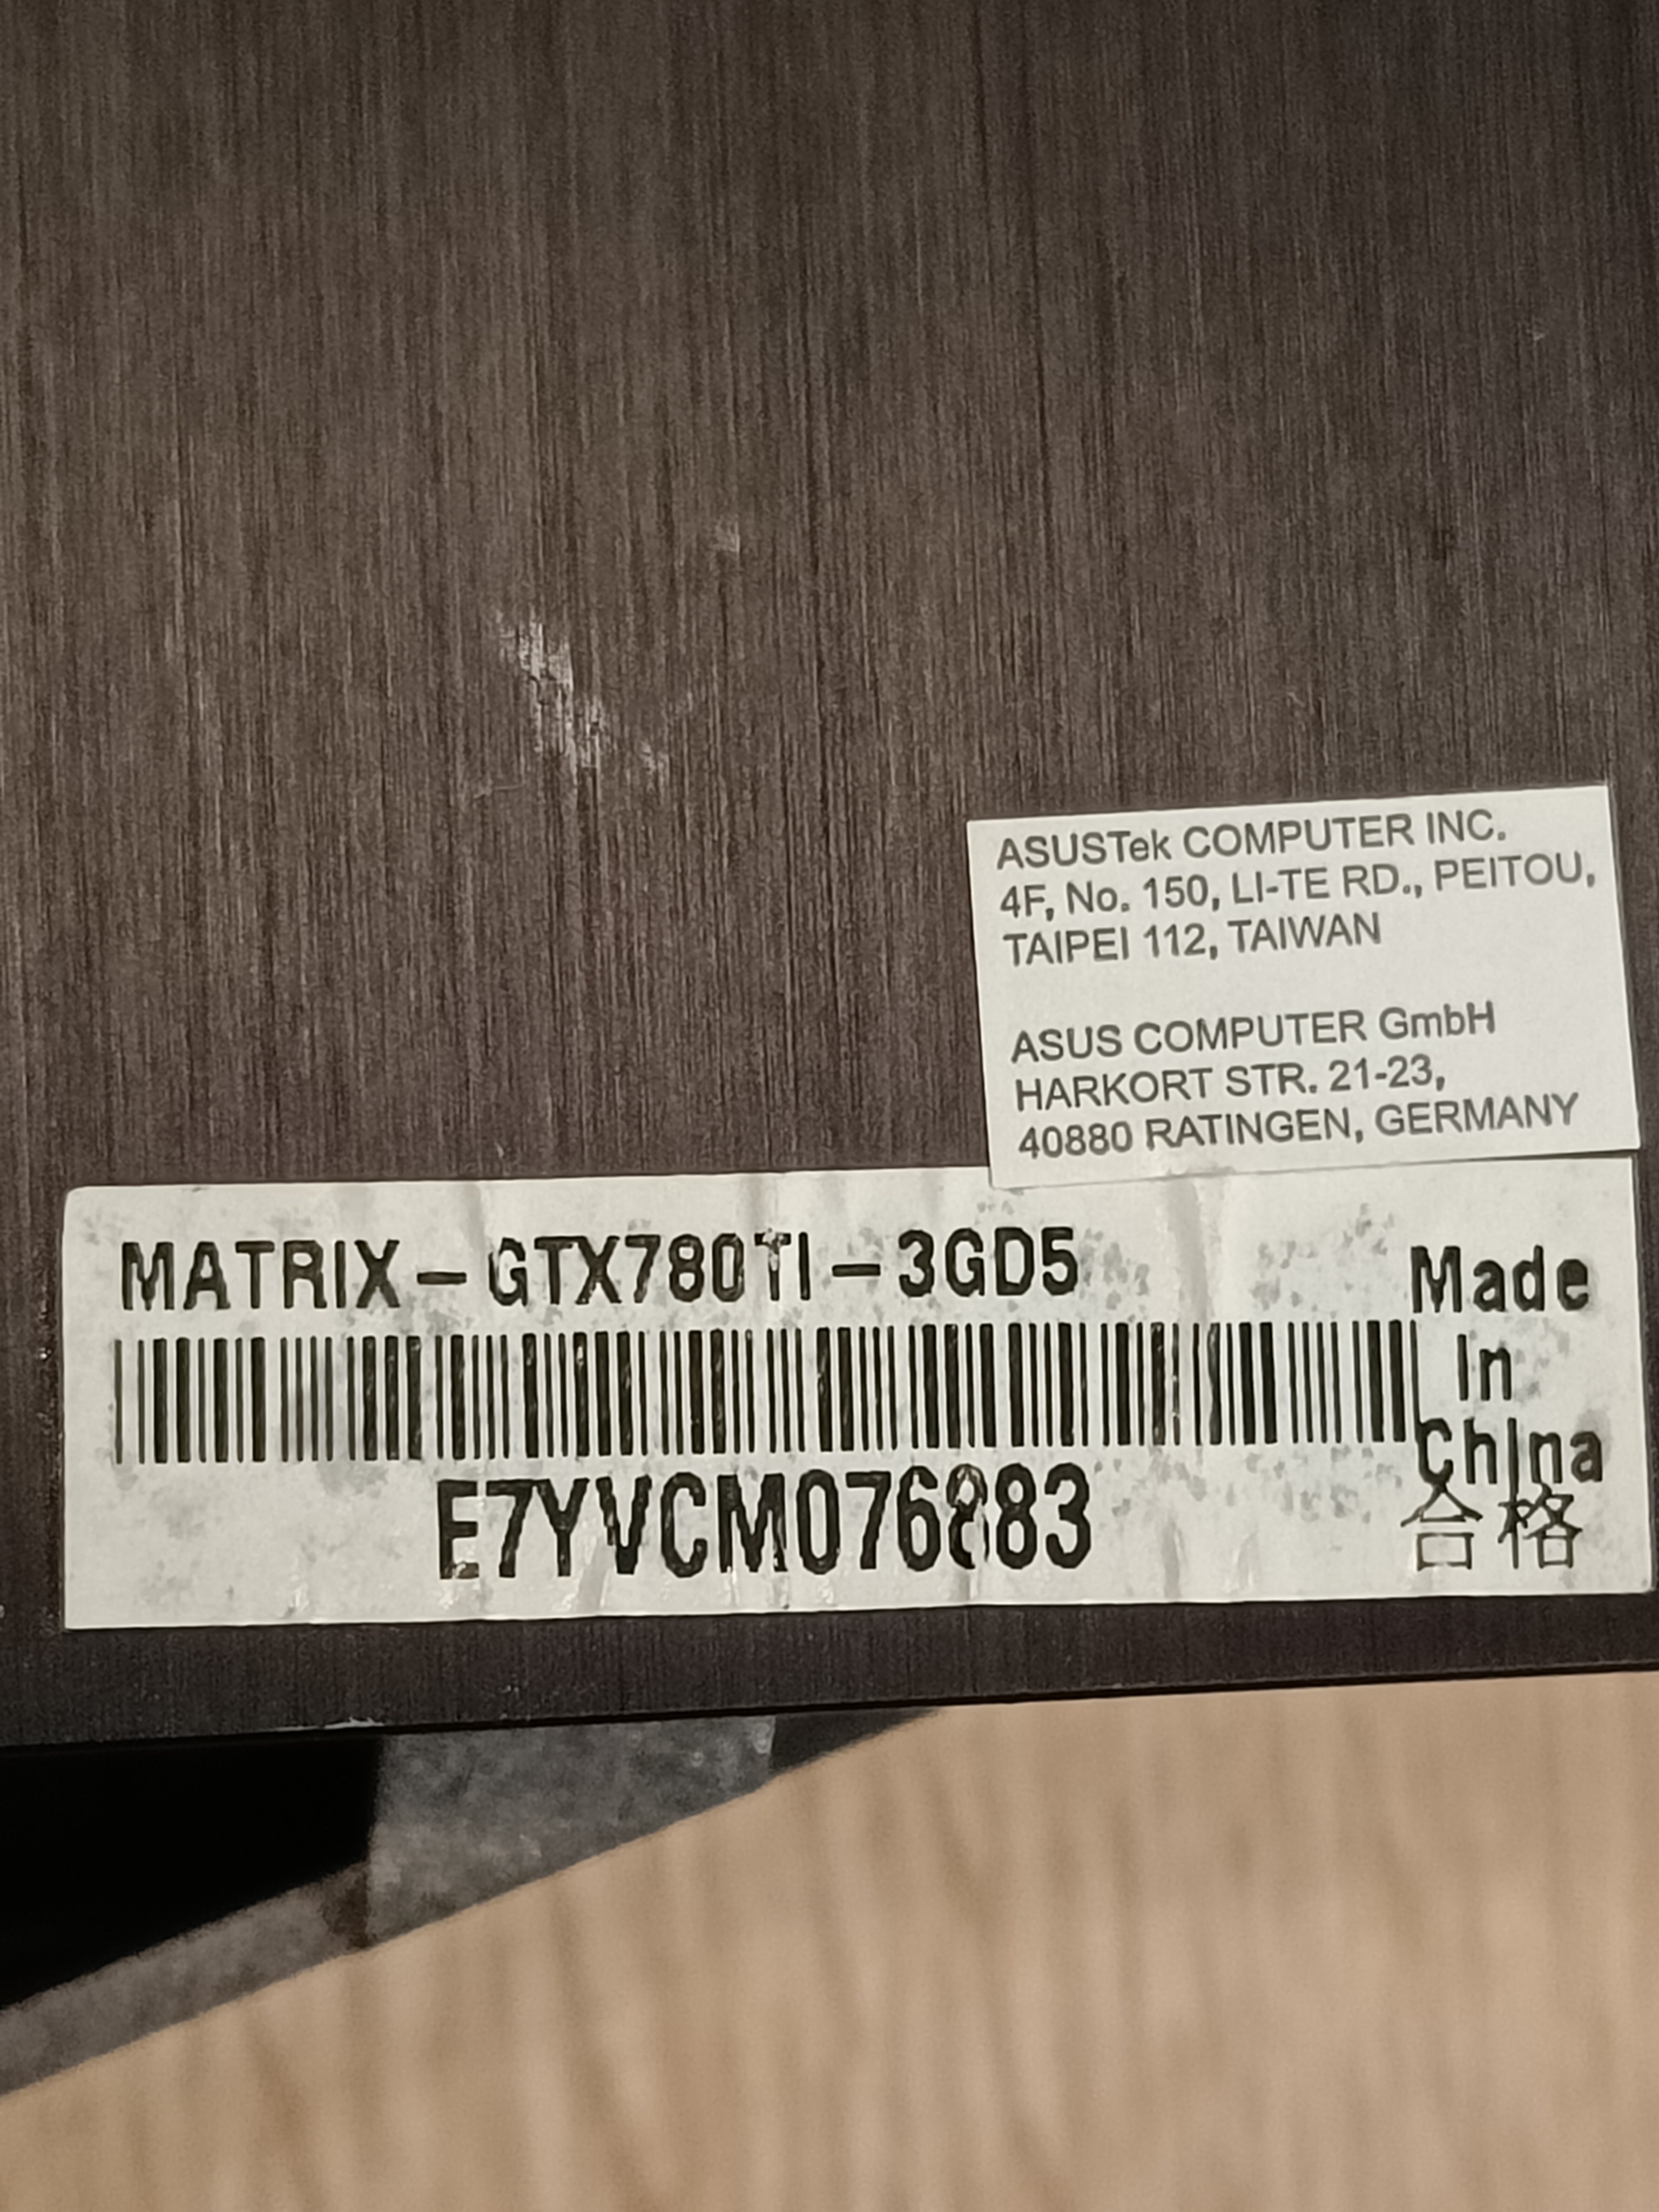 ASUSTek COMPUTER INC.
4F, No. 150, LI-TE RD., PEITOU,
TAIPEI 112, TAIWAN
ASUS COMPUTER GmbH
HARKORT STR. 21-23,
40880 RATINGEN, GERMANY
MATRIX-GTX780TI-3GD5
E7YVCM076883
Made
In
China
合格